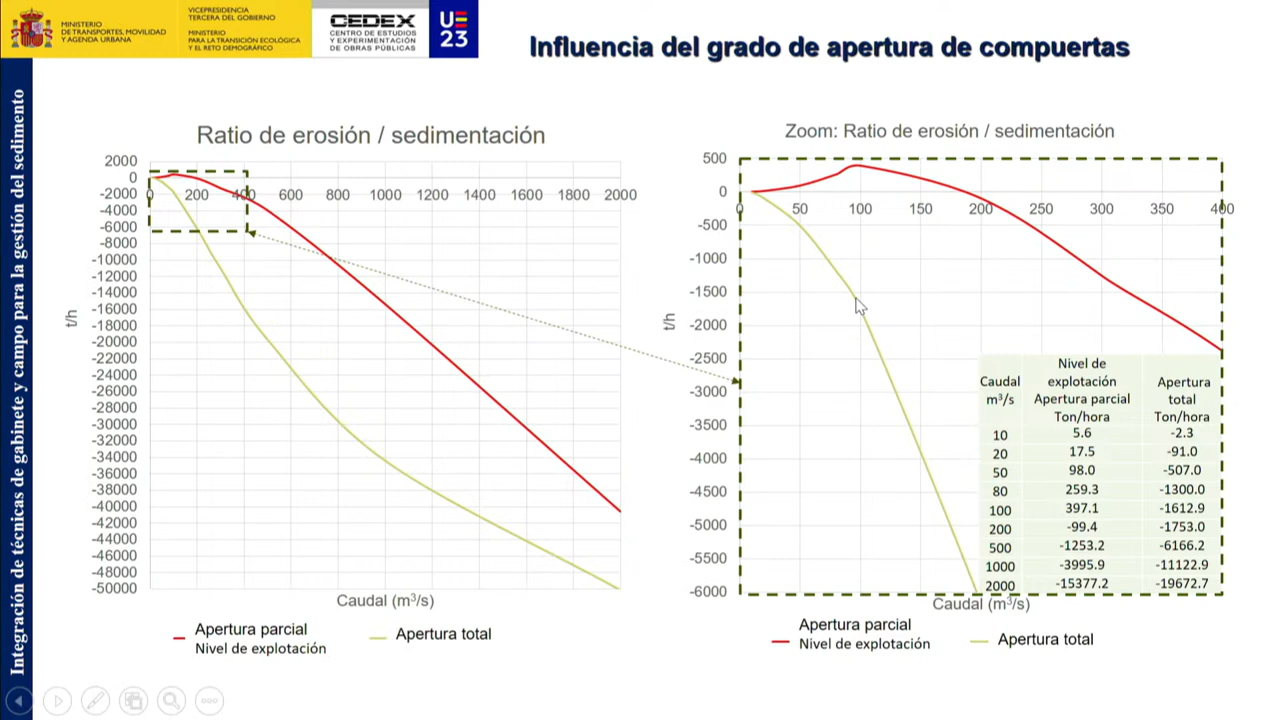 MINISTERIO
DE TRANSPORTES, MOVILIDAD
Y AGENDA URBANA
VICEPRESIDENCIA
TERCERA DEL GOBIERNO
MINISTERIO
PARA LA TRANSICIÓN ECOLÓGICA
Y EL RETO DEMOGRÁFICO
CEDEX
CENTRO DE ESTUDIOS
Y EXPERIMENTACIÓN
DE OBRAS PÚBLICAS
UE
23
Influencia del grado de apertura de compuertas
Integración de técnicas de gabinete y campo para la gestión del sedimento
Ratio de erosión / sedimentación
2000
0
-2000
-4000
-6000
-8000
-10000
-12000
-14000
-16000
-18000
-20000
-22000
-24000
-26000
-28000
-30000
-32000
-34000
-36000
-38000
-40000
-42000
-44000
-46000
-48000
-50000
0 200 400 600 800 1000 1200 1400 1600 1800 2000
t/h
Caudal (m³/s)
Apertura parcial
Nivel de explotación
Apertura total
Zoom: Ratio de erosión / sedimentación
500
0
-500
-1000
-1500
-2000
-2500
-3000
-3500
-4000
-4500
-5000
-5500
-6000
0 50 100 150 200 250 300 350 400
t/h
Caudal (m³/s)
Caudal m³/s
Nivel de explotación Apertura parcial Ton/hora
Apertura total Ton/hora
10 5.6 -2.3
20 17.5 -91.0
50 98.0 -507.0
80 259.3 -1300.0
100 397.1 -1612.9
200 -99.4 -1753.0
500 -1253.2 -6166.2
1000 -3995.9 -11122.9
2000 -15377.2 -19672.7
Apertura parcial
Nivel de explotación
Apertura total